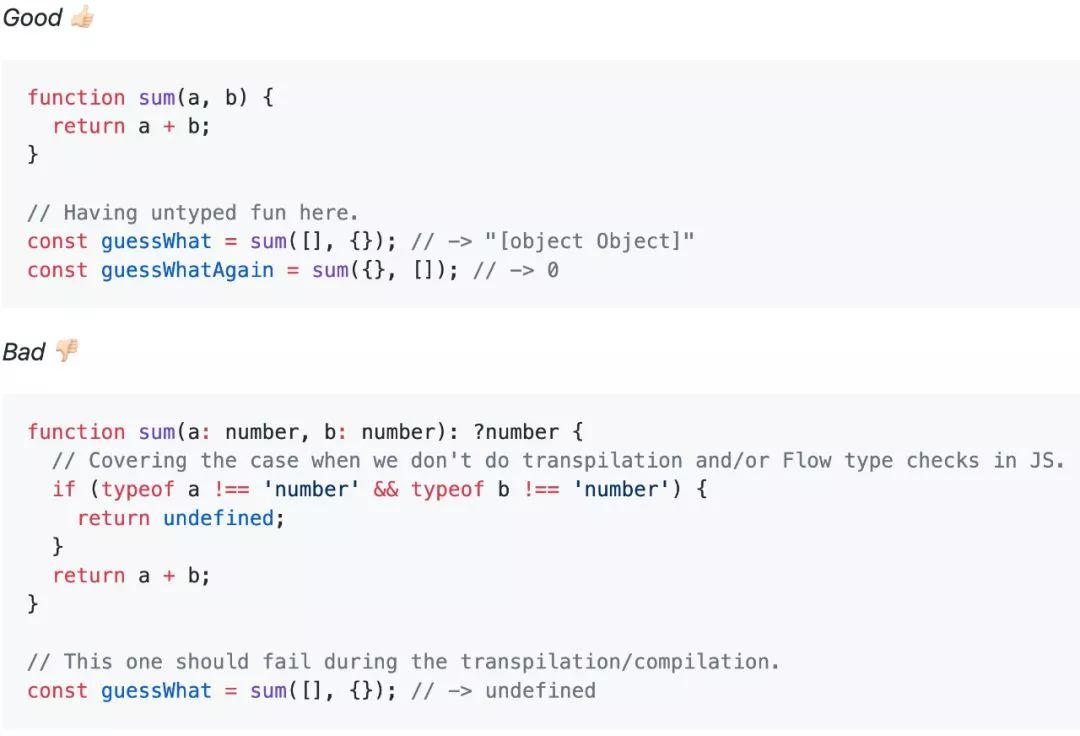 Good 👍🏻
function sum(a, b) {
  return a + b;
}
// Having untyped fun here.
const guessWhat = sum([], {}); // -> "[object Object]"
const guessWhatAgain = sum({}, []); // -> 0
Bad 👎🏻
function sum(a: number, b: number): ?number {
  // Covering the case when we don't do transpilation and/or Flow type checks in JS.
  if (typeof a !== 'number' && typeof b !== 'number') {
    return undefined;
  }
  return a + b;
}
// This one should fail during the transpilation/compilation.
const guessWhat = sum([], {}); // -> undefined